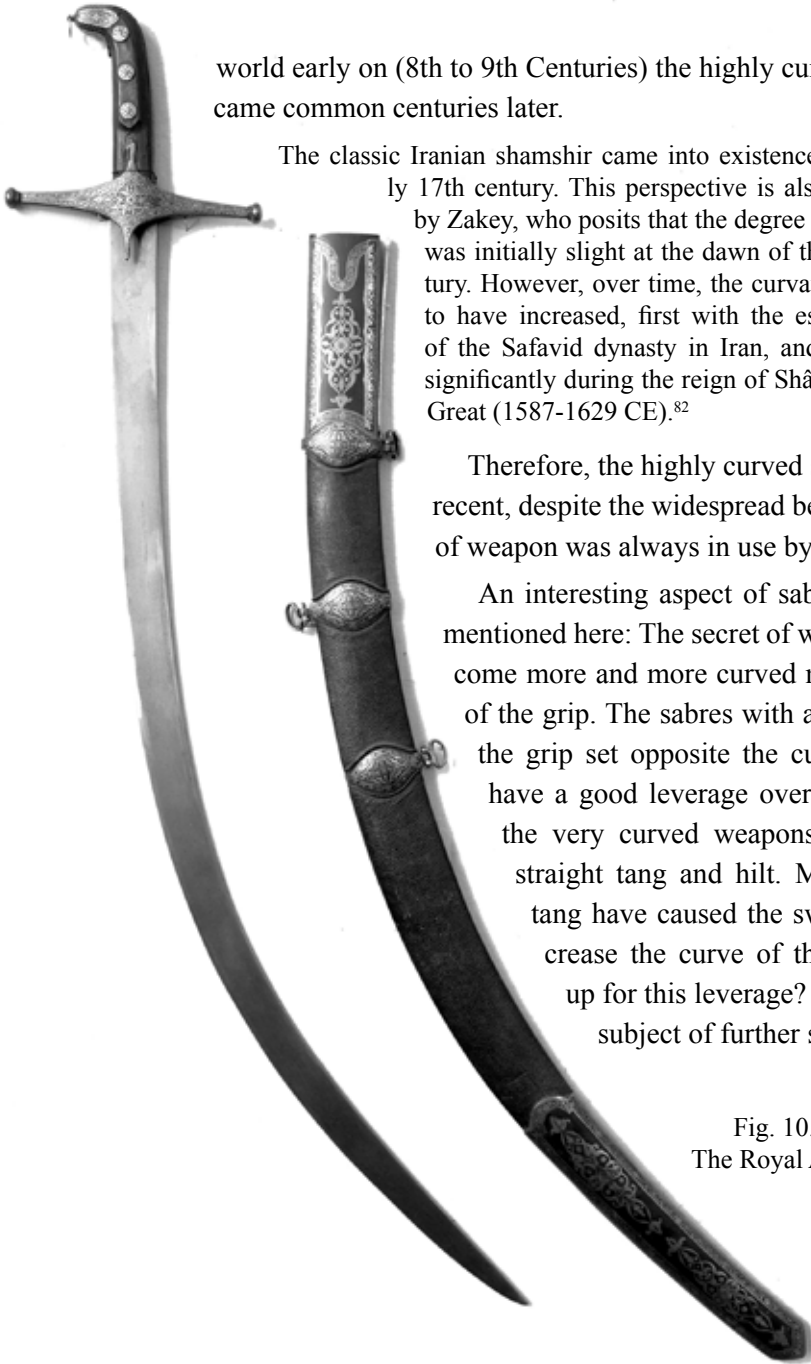 world early on (8th to 9th Centuries) the highly cur
came common centuries later.
The classic Iranian shamshir came into existence
ly 17th century. This perspective is als
by Zakey, who posits that the degree
was initially slight at the dawn of th
tury. However, over time, the curva
to have increased, first with the es
of the Safavid dynasty in Iran, and
significantly during the reign of Shâ
Great (1587-1629 CE).⁸²
Therefore, the highly curved
recent, despite the widespread be
of weapon was always in use by
An interesting aspect of sab
mentioned here: The secret of w
come more and more curved r
of the grip. The sabres with a
the grip set opposite the cu
have a good leverage over
the very curved weapons
straight tang and hilt. M
tang have caused the sw
crease the curve of th
up for this leverage?
subject of further s
Fig. 10
The Royal A